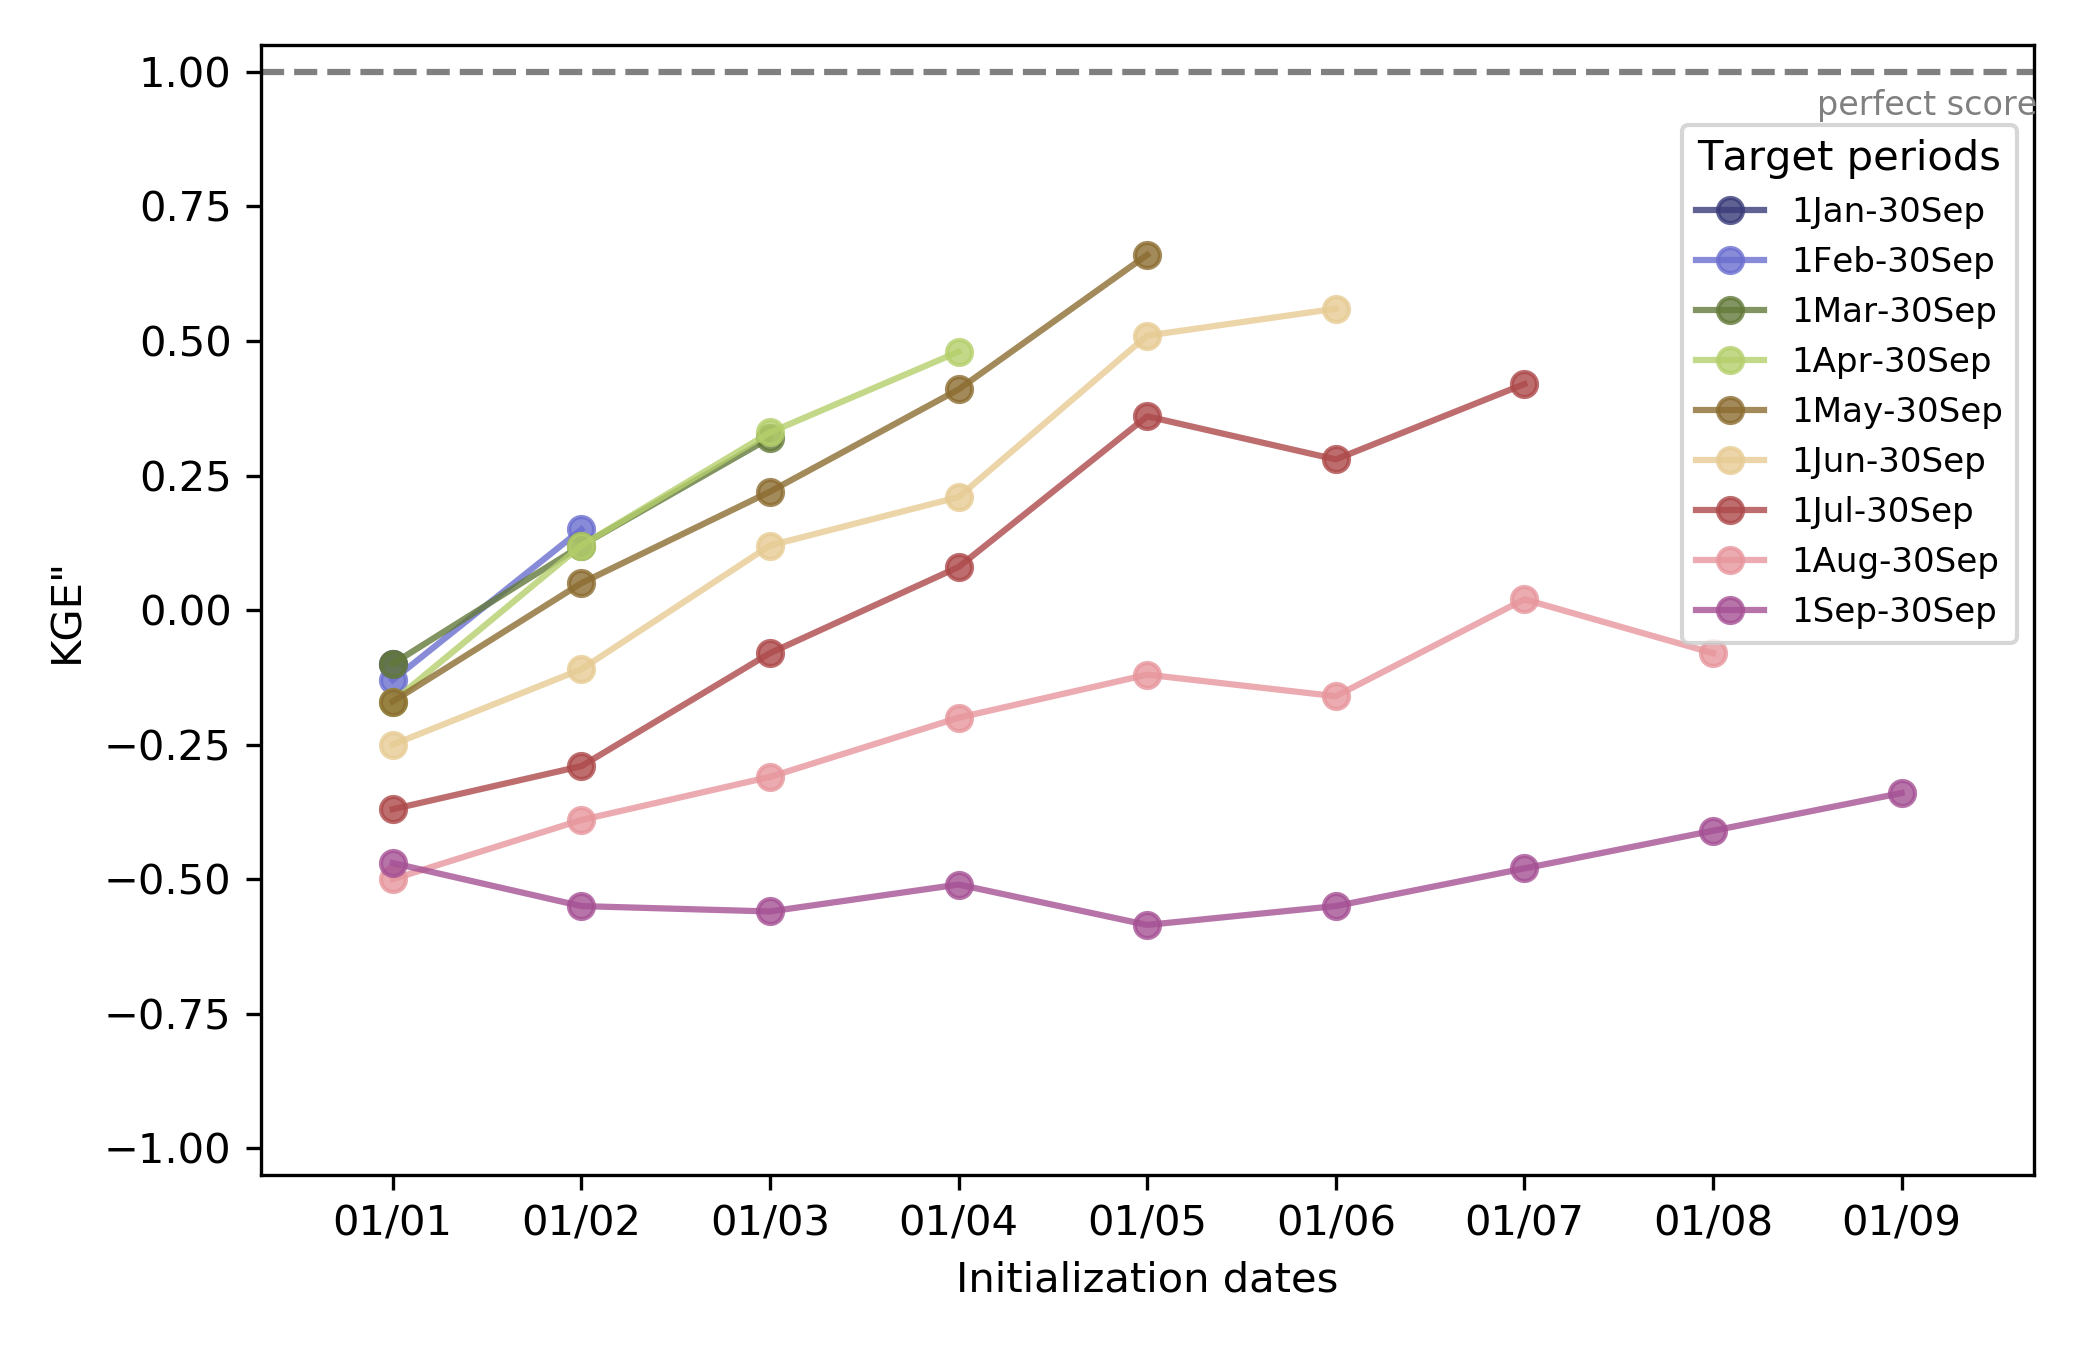 1.00
0.75
0.50
0.25
0.00
−0.25
−0.50
−0.75
−1.00
KGE"
perfect score
Target periods
1Jan-30Sep
1Feb-30Sep
1Mar-30Sep
1Apr-30Sep
1May-30Sep
1Jun-30Sep
1Jul-30Sep
1Aug-30Sep
1Sep-30Sep
01/01 01/02 01/03 01/04 01/05 01/06 01/07 01/08 01/09
Initialization dates